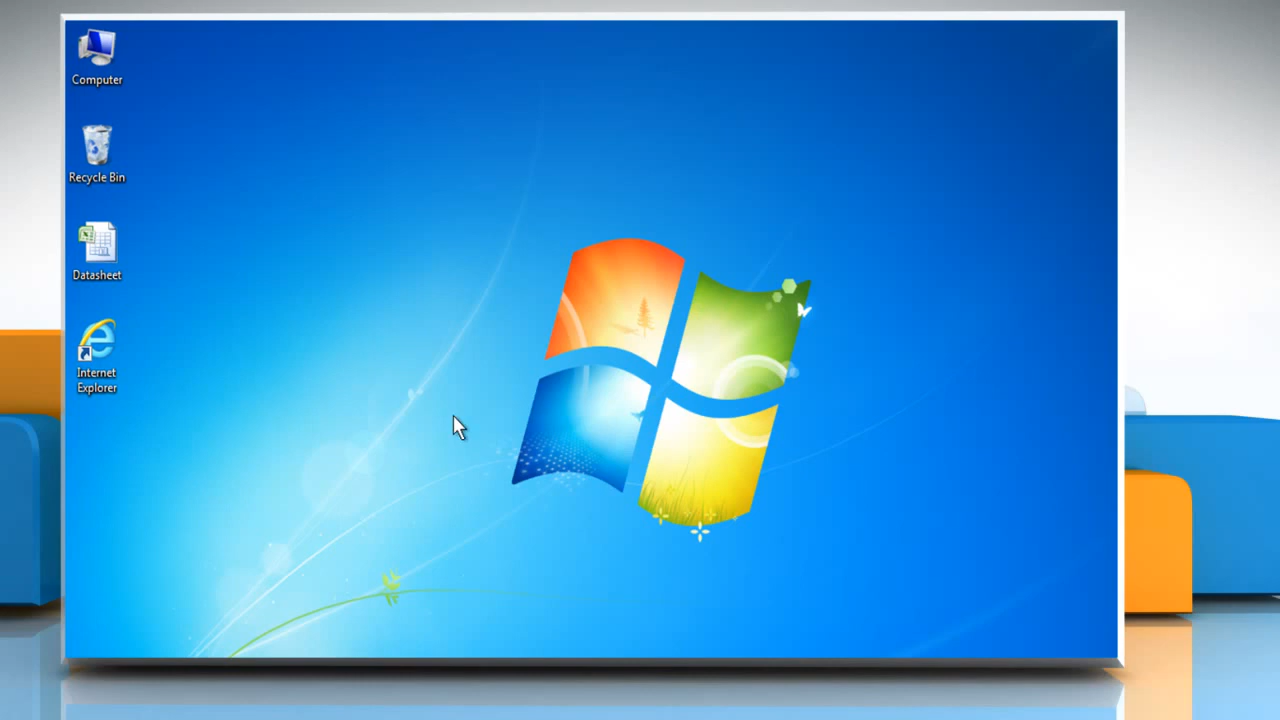 Computer
Recycle Bin
Datasheet
Internet
Explorer